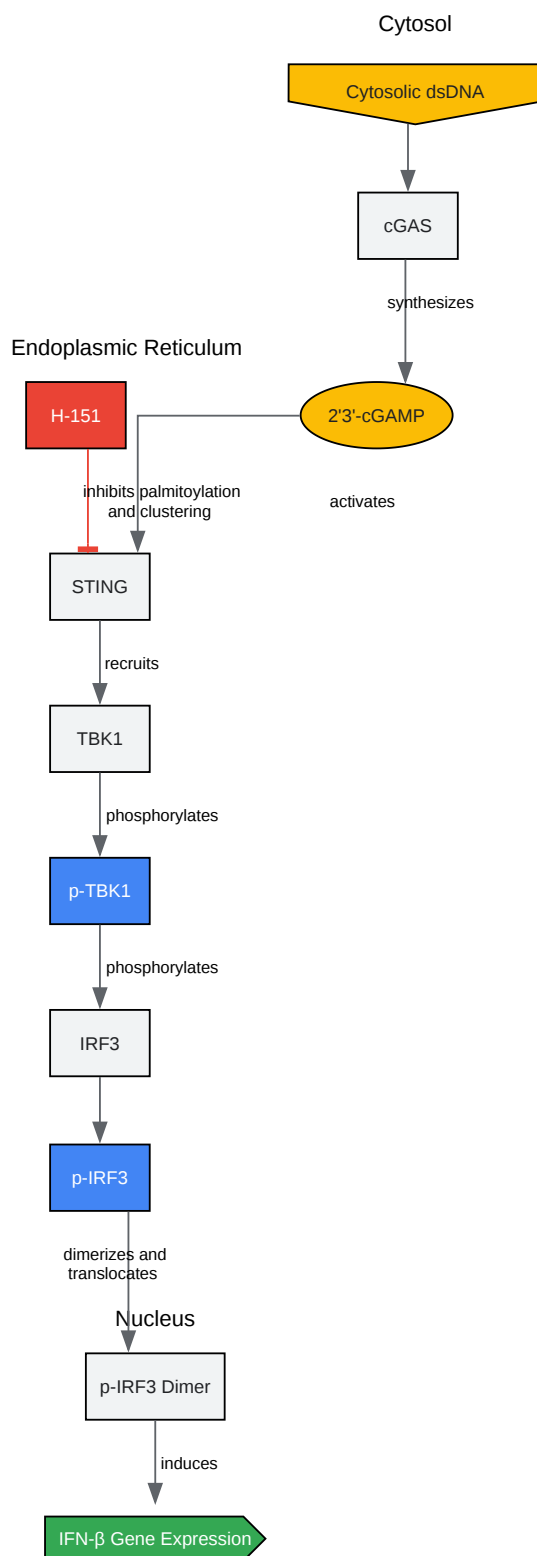 Cytosol
Cytosolic dsDNA
cGAS
synthesizes
Endoplasmic Reticulum
H-151
2'3'-cGAMP
inhibits palmitoylation
and clustering
activates
STING
recruits
TBK1
phosphorylates
p-TBK1
phosphorylates
IRF3
p-IRF3
dimerizes and
translocates
Nucleus
p-IRF3 Dimer
induces
IFN-β Gene Expression